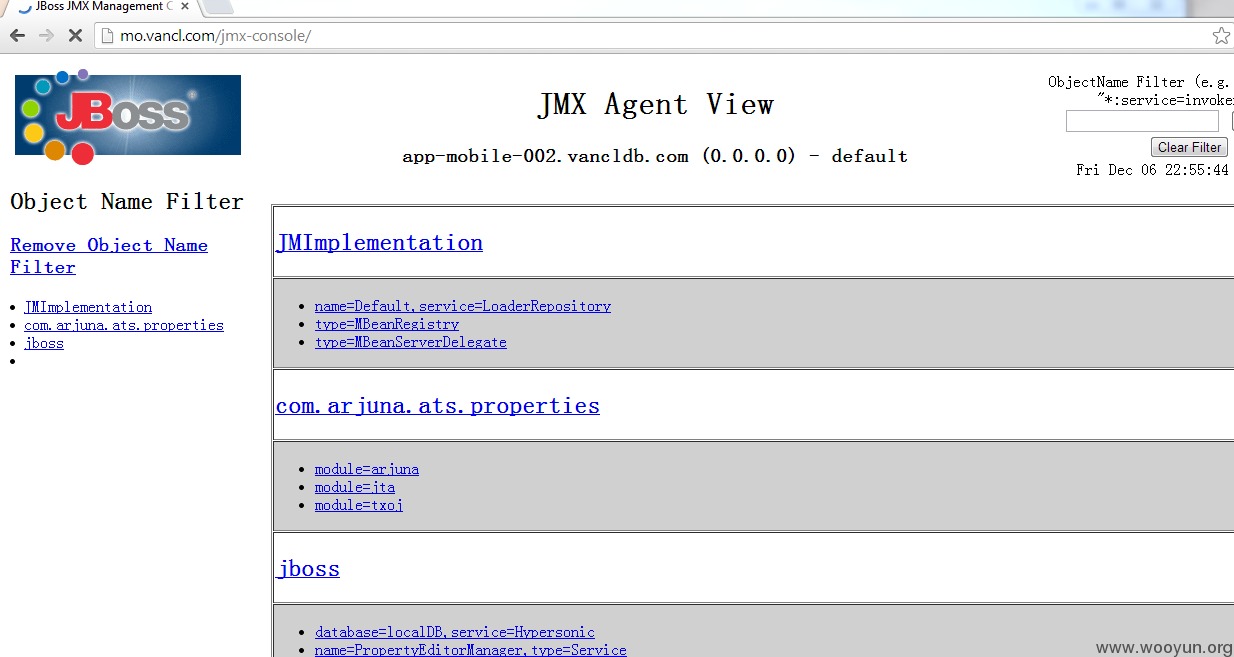 JBoss JMX Management C
mo.vancl.com/jmx-console/
JBoss
JMX Agent View
app-mobile-002.vancldb.com (0.0.0.0) - default
ObjectName Filter (e.g.
"*:service=invoker
Clear Filter
Fri Dec 06 22:55:44
Object Name Filter
Remove Object Name
Filter
JMImplementation
com.arjuna.ats.properties
jboss
JMImplementation
name=Default,service=LoaderRepository
type=MBeanRegistry
type=MBeanServerDelegate
com.arjuna.ats.properties
module=arjuna
module=jta
module=txoj
jboss
database=localDB,service=Hypersonic
name=PropertyEditorManager,type=Service
www.wooyun.org